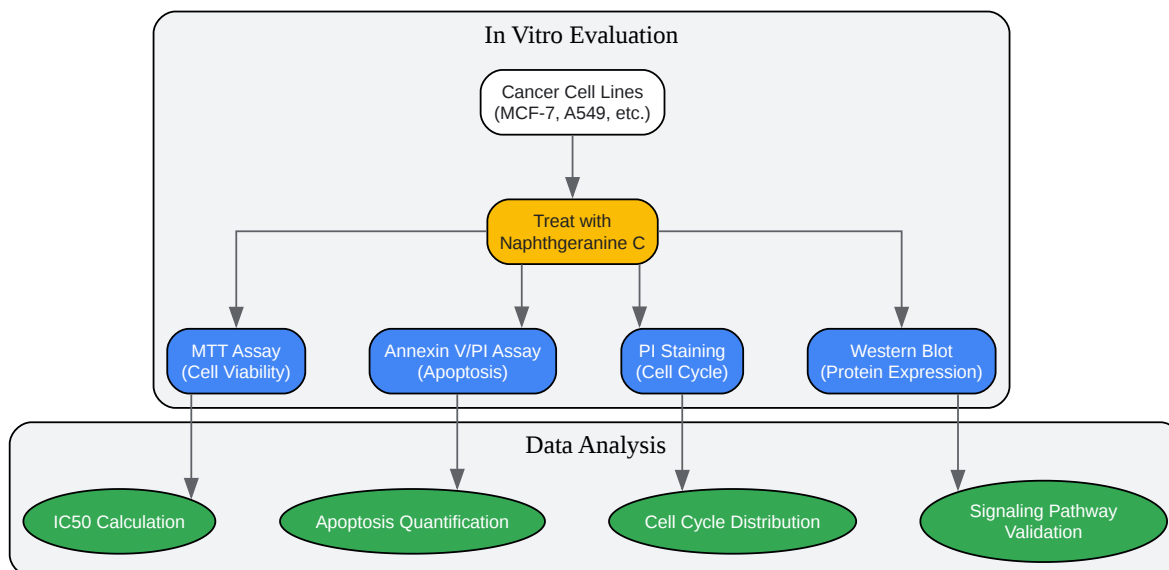 In Vitro Evaluation
Cancer Cell Lines
(MCF-7, A549, etc.)
Treat with
Naphthgeranine C
MTT Assay
(Cell Viability)
Annexin V/PI Assay
(Apoptosis)
PI Staining
(Cell Cycle)
Western Blot
(Protein Expression)
Data Analysis
IC50 Calculation
Apoptosis Quantification
Cell Cycle Distribution
Signaling Pathway
Validation